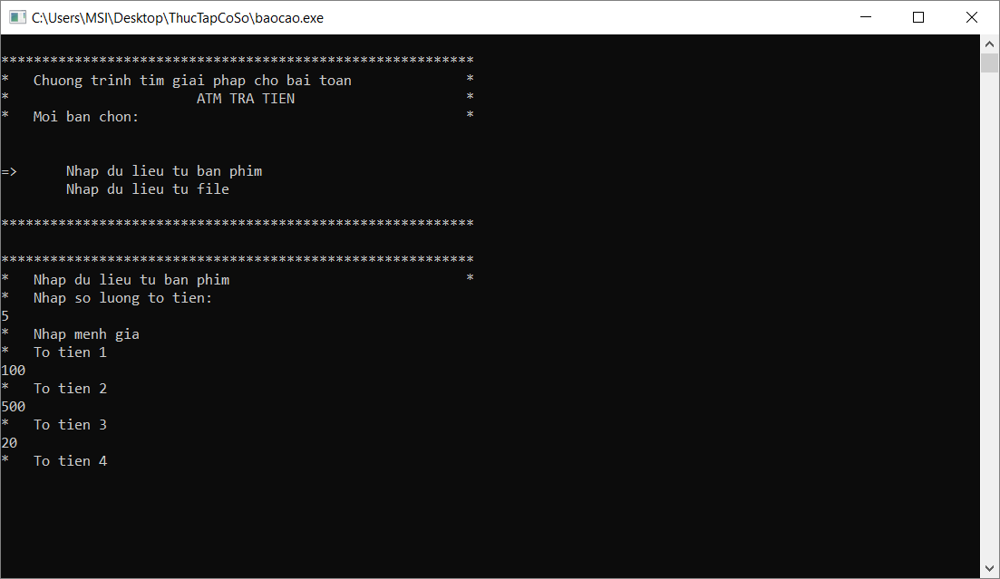 C:\Users\MSI\Desktop\ThucTapCoSo\baocao.exe
**********************************************************
*   Chuong trinh tim giai phap cho bai toan              *
*                       ATM TRA TIEN                     *
*   Moi ban chon:                                        *
=>      Nhap du lieu tu ban phim
        Nhap du lieu tu file
**********************************************************
**********************************************************
*   Nhap du lieu tu ban phim                             *
*   Nhap so luong to tien:
5
*   Nhap menh gia
*   To tien 1
100
*   To tien 2
500
*   To tien 3
20
*   To tien 4